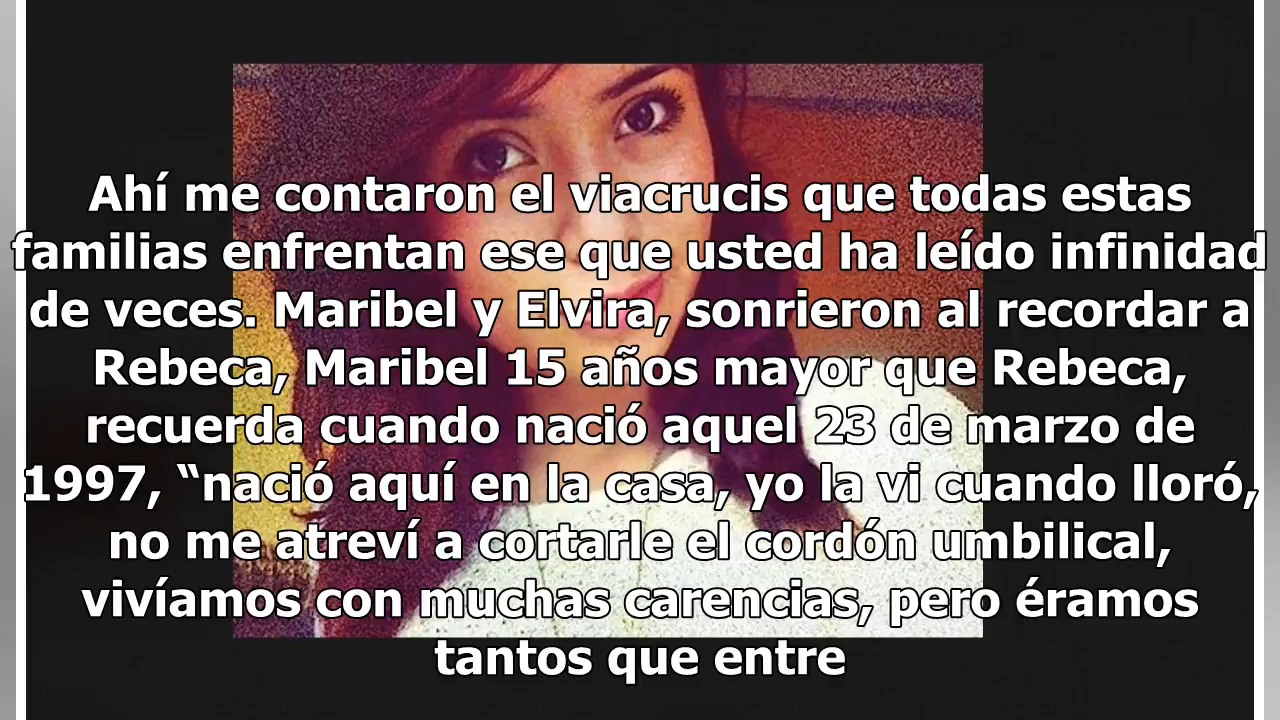 Ahí me contaron el viacrucis que todas estas
familias enfrentan ese que usted ha leído infinidad
de veces. Maribel y Elvira, sonrieron al recordar a
Rebeca, Maribel 15 años mayor que Rebeca,
recuerda cuando nació aquel 23 de marzo de
1997, “nació aquí en la casa, yo la vi cuando lloró,
no me atreví a cortarle el cordón umbilical,
vivíamos con muchas carencias, pero éramos
tantos que entre